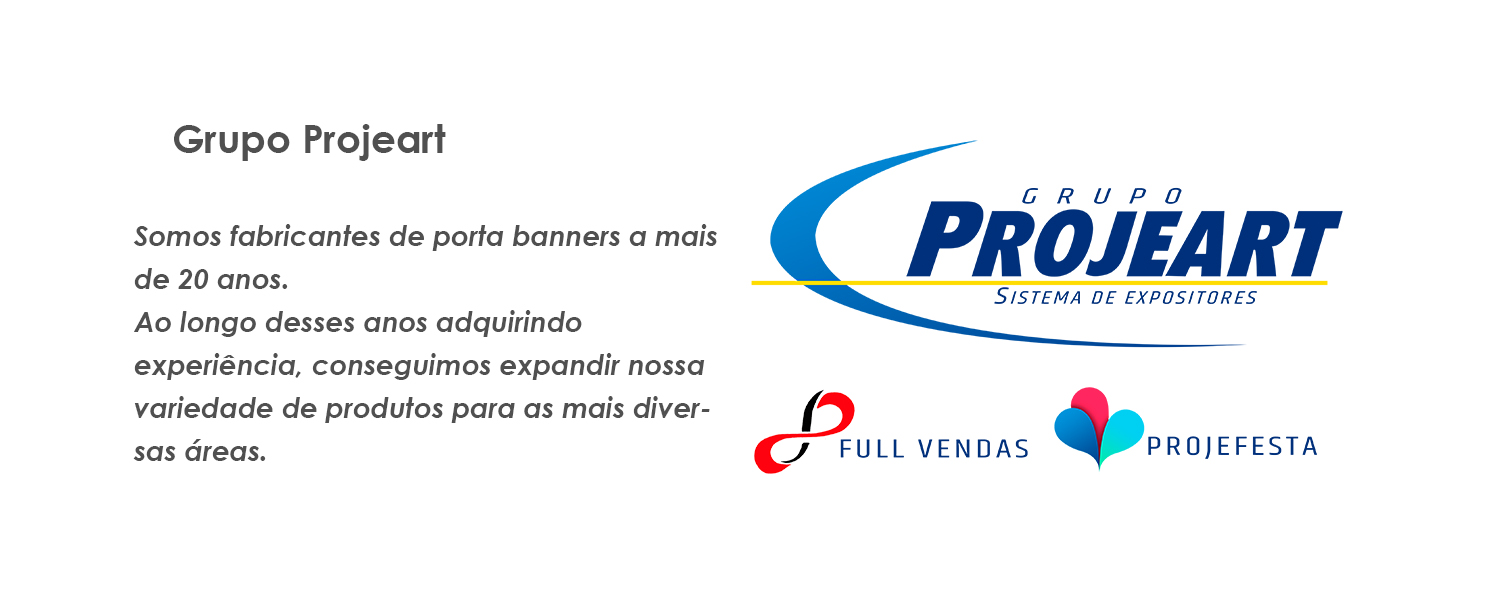 Grupo Projeart
Somos fabricantes de porta banners a mais
de 20 anos.
Ao longo desses anos adquirindo
experiência, conseguimos expandir nossa
variedade de produtos para as mais diver-
sas áreas.
GRUPO
PROJEART
SISTEMA DE EXPOSITORES
FULL VENDAS
PROJEFESTA